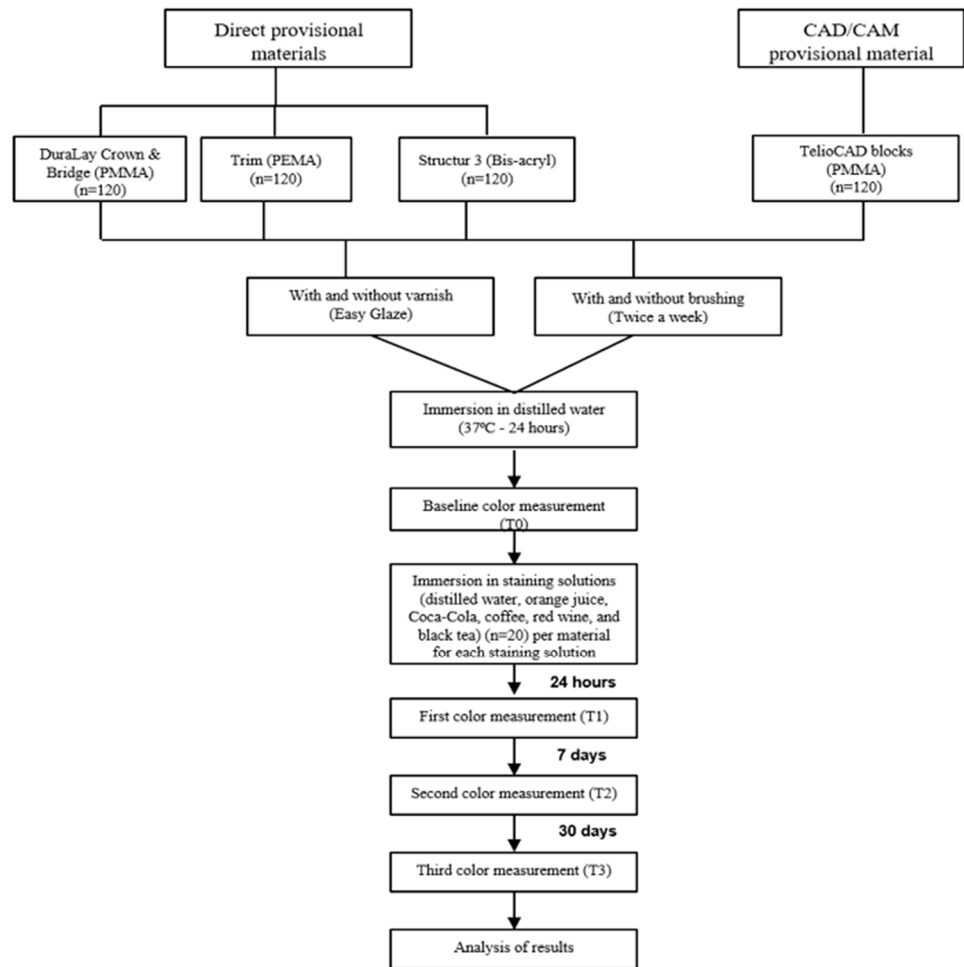 Direct provisional
materials
CAD/CAM
provisional material
DuraLay Crown &
Bridge (PMMA)
(n=120)
Trim (PEMA)
(n=120)
Structur 3 (Bis-acryl)
(n=120)
TelioCAD blocks
(PMMA)
(n=120)
With and without varnish
(Easy Glaze)
With and without brushing
(Twice a week)
Immersion in distilled water
(37ºC - 24 hours)
Baseline color measurement
(T0)
Immersion in staining solutions
(distilled water, orange juice,
Coca-Cola, coffee, red wine, and
black tea) (n=20) per material
for each staining solution
24 hours
First color measurement (T1)
7 days
Second color measurement (T2)
30 days
Third color measurement (T3)
Analysis of results